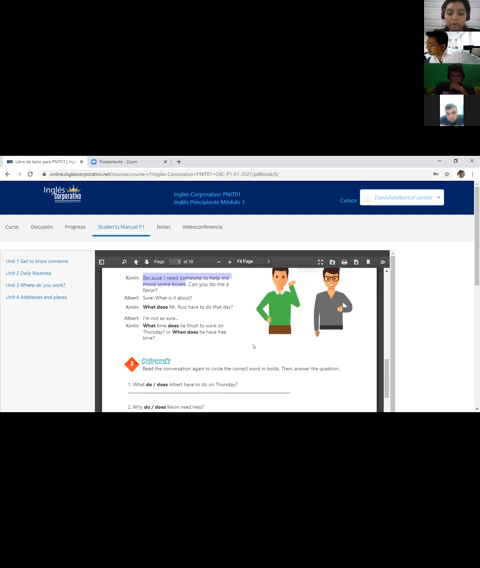 Libro de texto para PNIT01 | Ing
Postasistente - Zoom
online.inglescorporativo.net/courses/course-v1:Ingles-Corporativo+PNIT01+GEC-P1-01-2021/pdfbook/0/
Inglés Corporativo
Ingles-Corporativo: PNIT01
Inglés Principiante Módulo 1
Cursos
DarioAdalbertoFuentes
Curso
Discusión
Progreso
Studen'ts Manual P1
Notas
Videoconferencia
Unit 1 Get to know someone
Unit 2 Daily Routines
Unit 3 Where do you work?
Unit 4 Addresses and places
Page: 3 of 10
Fit Page
Kevin: Because I need someone to help me
move some boxes. Can you do me a
favor?
Albert: Sure! What is it about?
Kevin: What does Mr. Ruiz have to do that day?
Albert: I'm not so sure...
Kevin: What time does he finish to work on
Thursday? or When does he have free
time?
3 Pair work
Read the conversation again to circle the correct word in bolds. Then, answer the question.
1. What do / does Albert have to do on Thursday?
2. Why do / does Kevin need help?